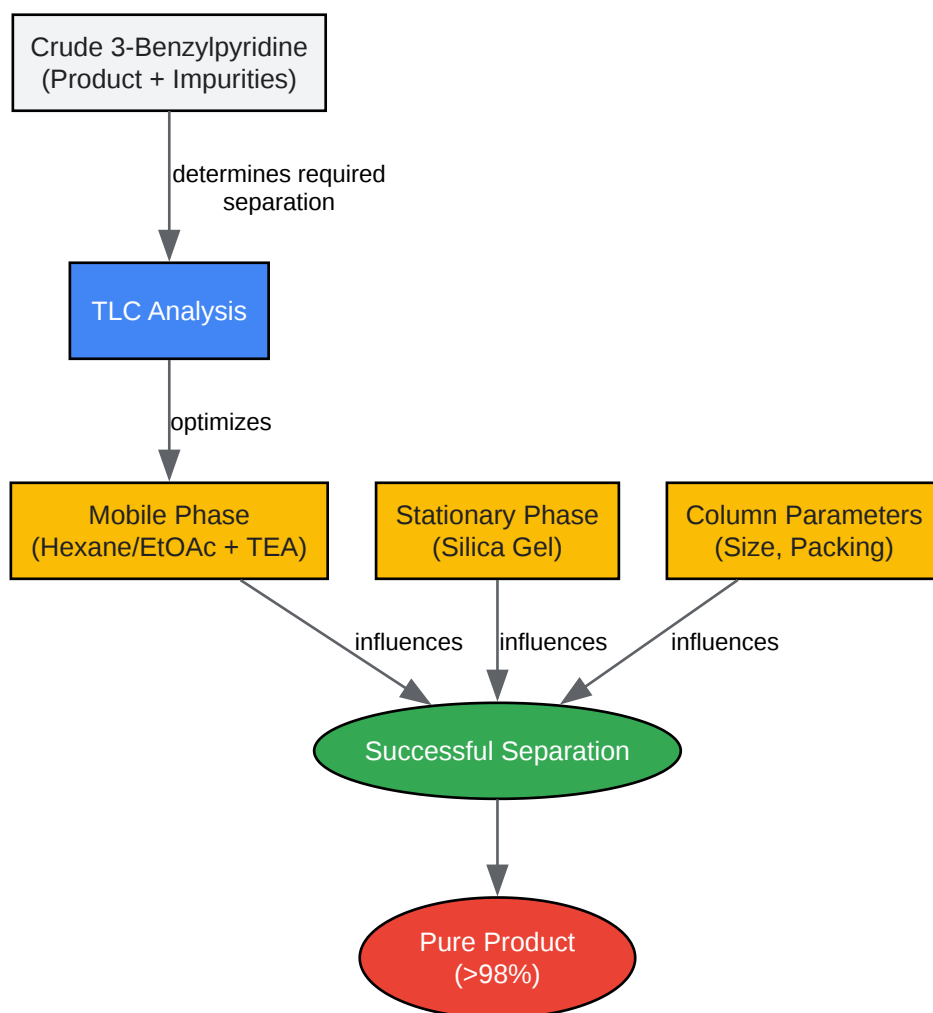 Crude 3-Benzylpyridine
(Product + Impurities)
determines required
separation
TLC Analysis
optimizes
Mobile Phase
(Hexane/EtOAc + TEA)
Stationary Phase
(Silica Gel)
Column Parameters
(Size, Packing)
influences
influences
influences
Successful Separation
Pure Product
(>98%)